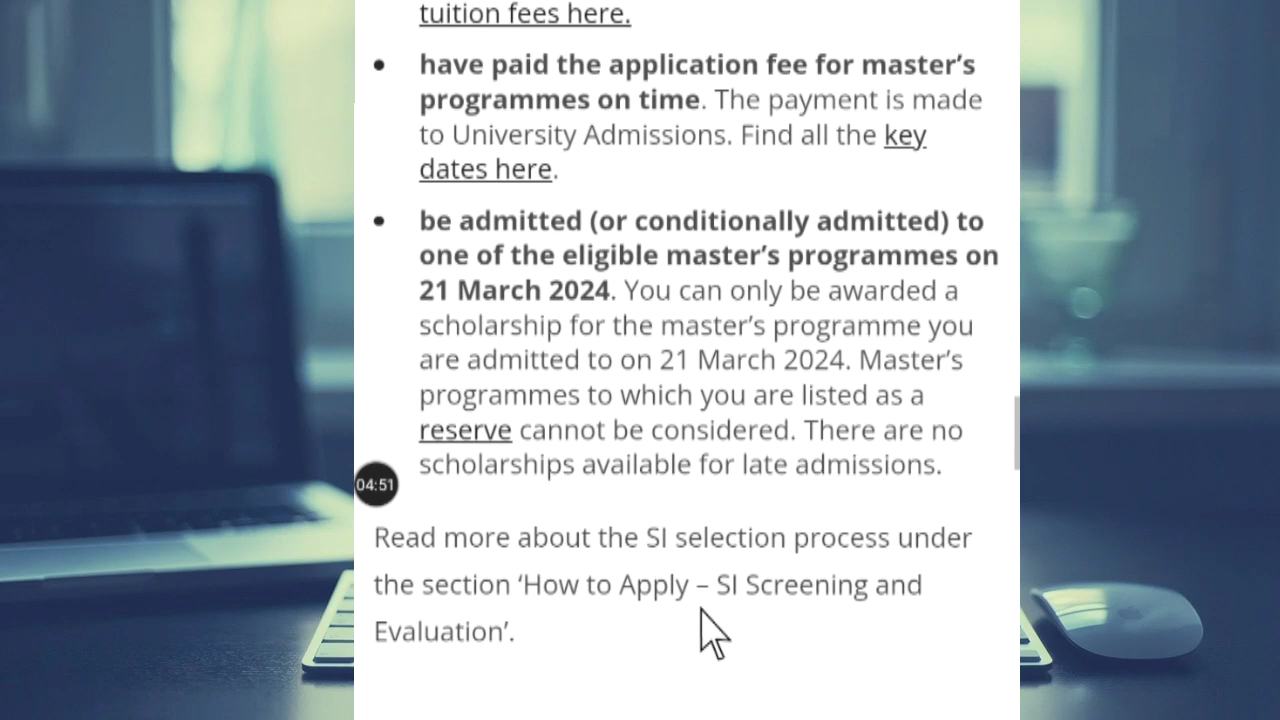 tuition fees here.
• have paid the application fee for master’s
programmes on time. The payment is made
to University Admissions. Find all the key
dates here.
• be admitted (or conditionally admitted) to
one of the eligible master’s programmes on
21 March 2024. You can only be awarded a
scholarship for the master’s programme you
are admitted to on 21 March 2024. Master’s
programmes to which you are listed as a
reserve cannot be considered. There are no
scholarships available for late admissions.
04:51
Read more about the SI selection process under
the section ‘How to Apply – SI Screening and
Evaluation’.